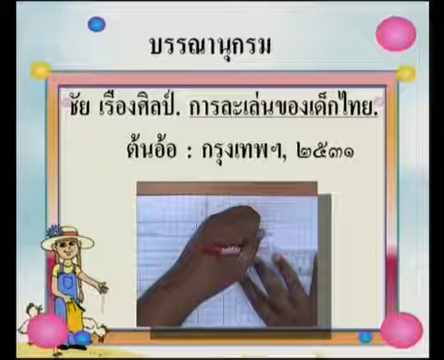 บรรณานุกรม
ชัย เรืองศิลป์. การละเล่นของเด็กไทย.
ต้นอ้อ : กรุงเทพฯ, ๒๕๓๑